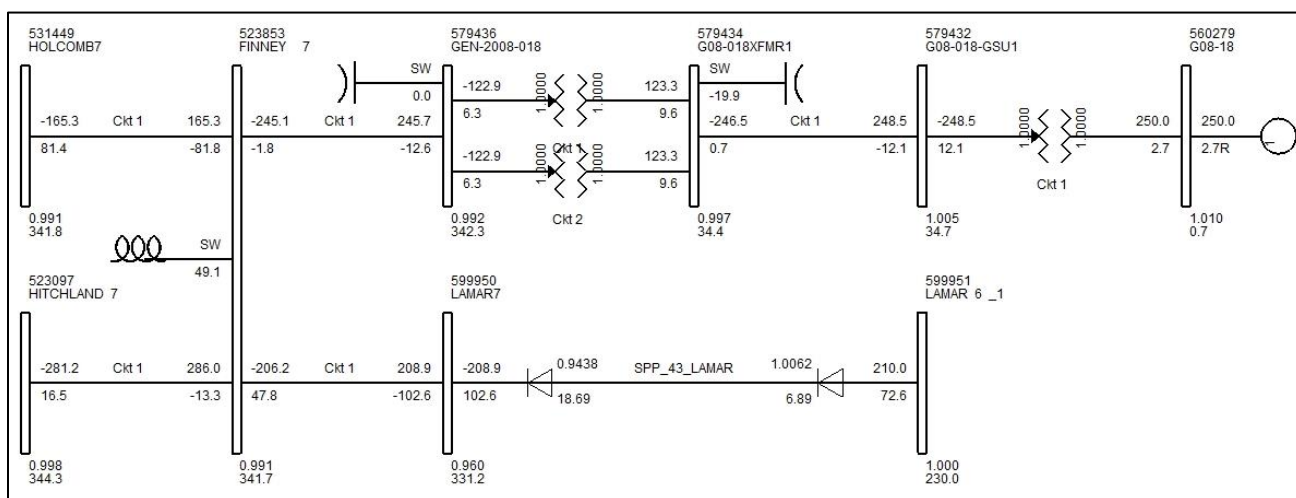 531449
HOLCOMB7
523853
FINNEY 7
579436
GEN-2008-018
579434
G08-018XFMR1
579432
G08-018-GSU1
560279
G08-18
SW
0.0
SW
-19.9
-165.3 Ckt 1 165.3
81.4 -81.8
-245.1 Ckt 1 245.7
-1.8 -12.6
-122.9 1.0000 1.0000 123.3
6.3 9.6
Ckt 1
-122.9 1.0000 1.0000 123.3
6.3 9.6
Ckt 2
-246.5 Ckt 1 248.5
0.7 -12.1
-248.5 1.0000 1.0000 250.0
12.1 2.7
Ckt 1
250.0
2.7R
1
0.991
341.8
0.992
342.3
0.997
34.4
1.005
34.7
1.010
0.7
SW
49.1
523097
HITCHLAND 7
599950
LAMAR7
599951
LAMAR 6 _1
-281.2 Ckt 1 286.0
16.5 -13.3
-206.2 Ckt 1 208.9
47.8 -102.6
-208.9 0.9438 SPP_43_LAMAR 1.0062 210.0
102.6 18.69 6.89 72.6
0.998
344.3
0.991
341.7
0.960
331.2
1.000
230.0